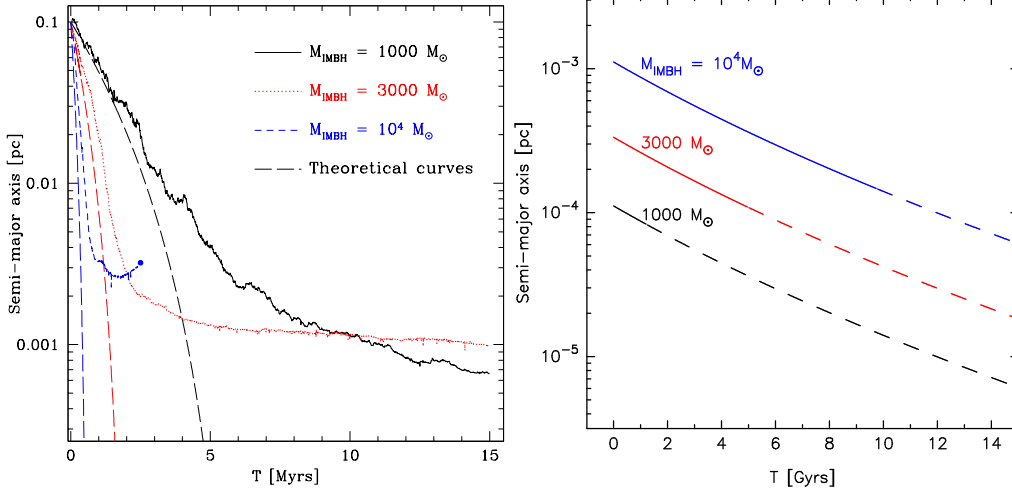 0.1
0.01
0.001
Semi-major axis [pc]
M_IMBH = 1000 M_⊙
M_IMBH = 3000 M_⊙
M_IMBH = 10^4 M_⊙
Theoretical curves
0 5 10 15
T [Myrs]
10^−3
10^−4
10^−5
Semi-major axis [pc]
M_IMBH = 10^4M_⊙
3000 M_⊙
1000 M_⊙
0 2 4 6 8 10 12 14
T [Gyrs]